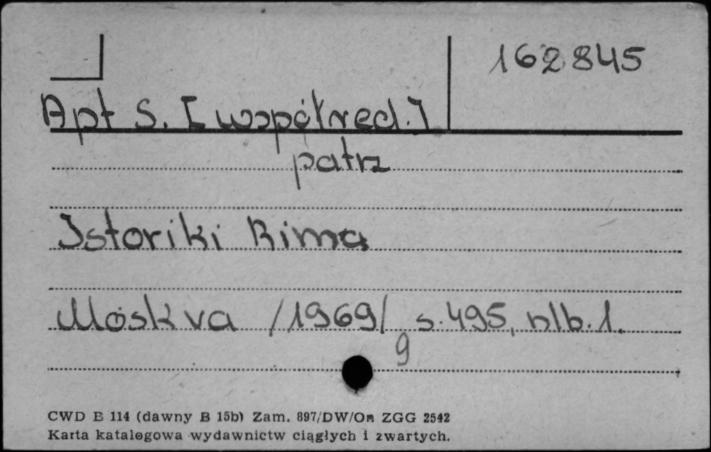 162845
Apt S. [współred.]
patrz
Istoriki Rima
Moskva /1969/ s. 495, nlb. 1.
9
CWD E 114 (dawny B 15b) Zam. 897/DW/On ZGG 2542
Karta katalogowa wydawnictw ciągłych i zwartych.